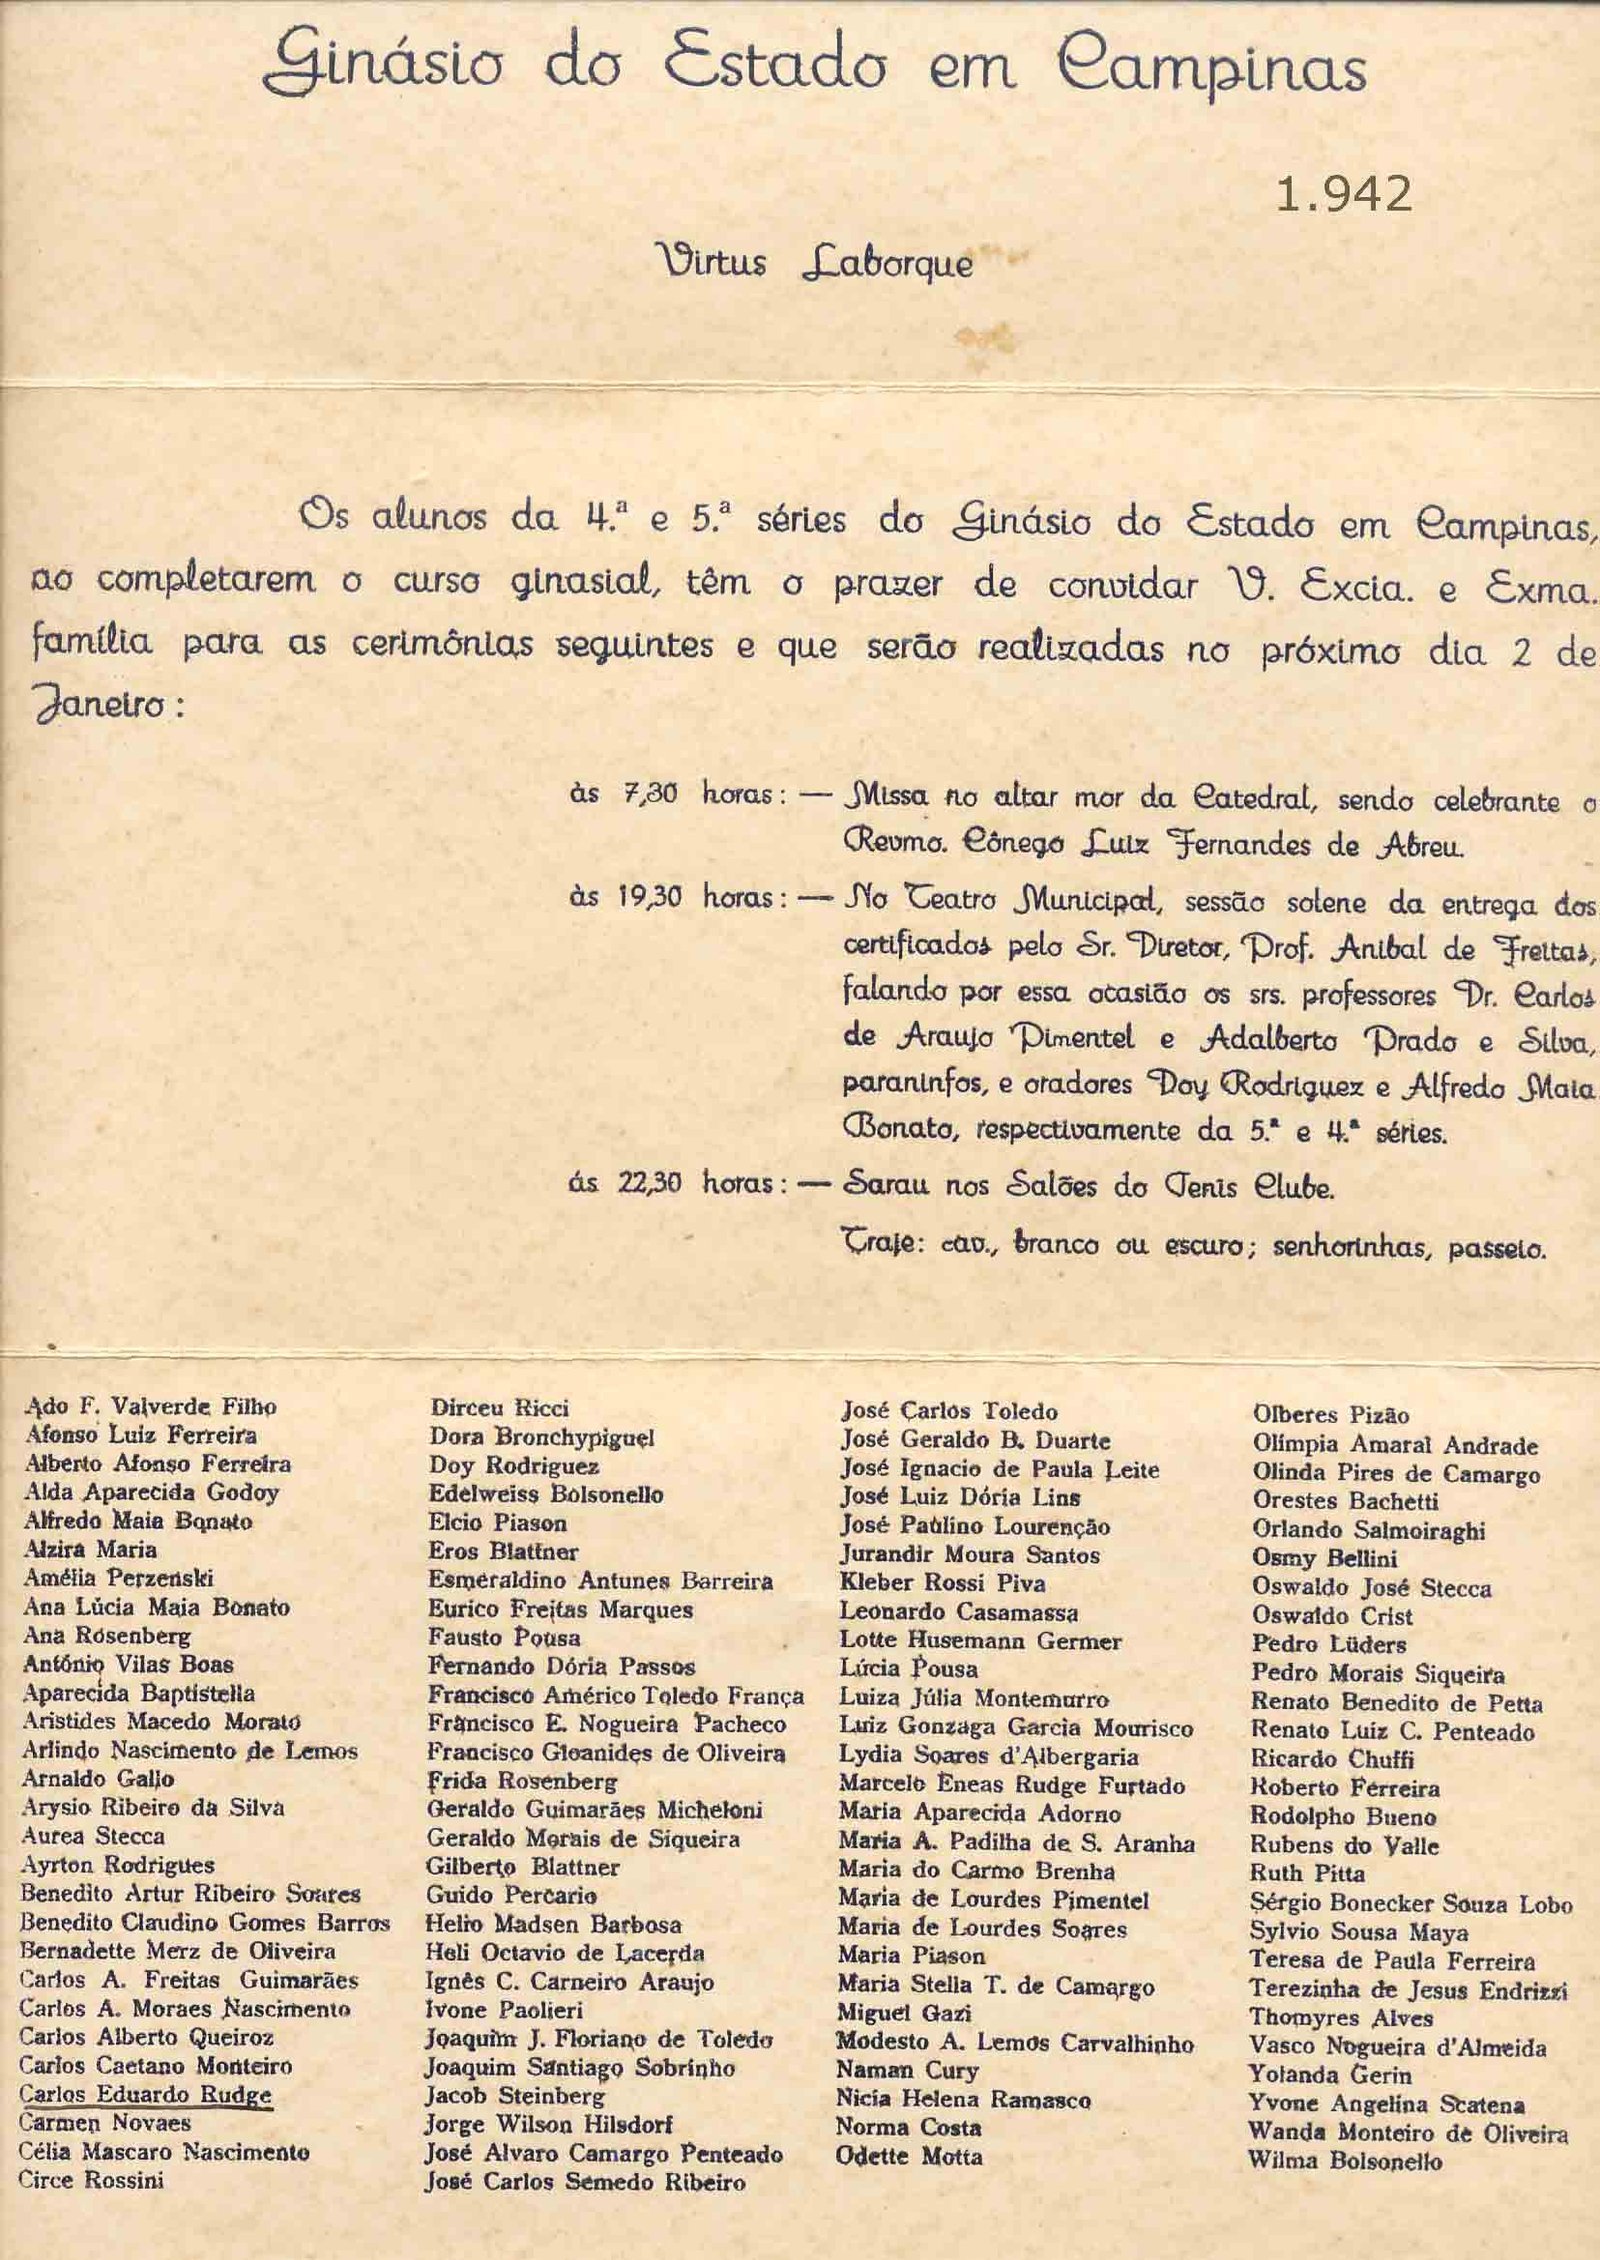 Ginásio do Estado em Campinas
1.942
Virtus Laborque
Os alunos da 4.ª e 5.ª séries do Ginásio do Estado em Campinas,
ao completarem o curso ginasial, têm o prazer de convidar V. Excia. e Exma.
família para as cerimônias seguintes e que serão realizadas no próximo dia 2 de
Janeiro:
às 7,30 horas: — Missa no altar mor da Catedral, sendo celebrante o
Revmo. Cônego Luiz Fernandes de Abreu.
às 19,30 horas: — No Teatro Municipal, sessão solene da entrega dos
certificados pelo Sr. Diretor, Prof. Anibal de Freitas,
falando por essa ocasião os srs. professores Dr. Carlos
de Araujo Pimentel e Adalberto Prado e Silva,
paraninfos, e oradores Doy Rodriguez e Alfredo Maia
Bonato, respectivamente da 5.ª e 4.ª séries.
ás 22,30 horas: — Sarau nos Salões do Tenis Clube.
Traje: cav., branco ou escuro; senhorinhas, passeio.
Ado F. Valverde Filho
Afonso Luiz Ferreira
Alberto Afonso Ferreira
Alda Aparecida Godoy
Alfredo Maia Bonato
Alzira Maria
Amélia Perzenski
Ana Lúcia Maia Bonato
Ana Rosenberg
António Vilas Boas
Aparecida Baptistella
Aristides Macedo Morato
Arlindo Nascimento de Lemos
Arnaldo Gallo
Arysio Ribeiro da Silva
Aurea Stecca
Ayrton Rodrigues
Benedito Artur Ribeiro Soares
Benedito Claudino Gomes Barros
Bernadette Merz de Oliveira
Carlos A. Freitas Guimarães
Carlos A. Moraes Nascimento
Carlos Alberto Queiroz
Carlos Caetano Monteiro
Carlos Eduardo Rudge
Carmen Novaes
Célia Mascaro Nascimento
Circe Rossini
Dirceu Ricci
Dora Bronchypiguel
Doy Rodriguez
Edelweiss Bolsonello
Elcio Piason
Eros Blattner
Esmeraldino Antunes Barreira
Eurico Freitas Marques
Fausto Pousa
Fernando Dória Passos
Francisco Américo Toledo França
Francisco E. Nogueira Pacheco
Francisco Gleanides de Oliveira
Frida Rosenberg
Geraldo Guimarães Micheloni
Geraldo Morais de Siqueira
Gilberto Blattner
Guido Percario
Helio Madsen Barbosa
Heli Octavio de Lacerda
Ignês C. Carneiro Araujo
Ivone Paolieri
Joaquim J. Floriano de Toledo
Joaquim Santiago Sobrinho
Jacob Steinberg
Jorge Wilson Hilsdorf
José Alvaro Camargo Penteado
José Carlos Semedo Ribeiro
José Carlos Toledo
José Geraldo B. Duarte
José Ignacio de Paula Leite
José Luiz Dória Lins
José Paulino Lourenção
Jurandir Moura Santos
Kleber Rossi Piva
Leonardo Casamassa
Lotte Husemann Germer
Lúcia Pousa
Luiza Júlia Montemurro
Luiz Gonzaga Garcia Mourisco
Lydia Soares d'Albergaria
Marcelo Eneas Rudge Furtado
Maria Aparecida Adorno
Maria A. Padilha de S. Aranha
Maria do Carmo Brenha
Maria de Lourdes Pimentel
Maria de Lourdes Soares
Maria Piason
Maria Stella T. de Camargo
Miguel Gazi
Modesto A. Lemos Carvalhinho
Naman Cury
Nicia Helena Ramasco
Norma Costa
Odette Motta
Olberes Pizão
Olímpia Amaral Andrade
Olinda Pires de Camargo
Orestes Bachetti
Orlando Salmoiraghi
Osmy Bellini
Oswaldo José Stecca
Oswaldo Crist
Pedro Lüders
Pedro Morais Siqueira
Renato Benedito de Petta
Renato Luiz C. Penteado
Ricardo Chuffi
Roberto Ferreira
Rodolpho Bueno
Rubens do Valle
Ruth Pitta
Sérgio Bonecker Souza Lobo
Sylvio Sousa Maya
Teresa de Paula Ferreira
Terezinha de Jesus Endrizzi
Thomyres Alves
Vasco Nogueira d'Almeida
Yolanda Gerin
Yvone Angelina Scatena
Wanda Monteiro de Oliveira
Wilma Bolsonello